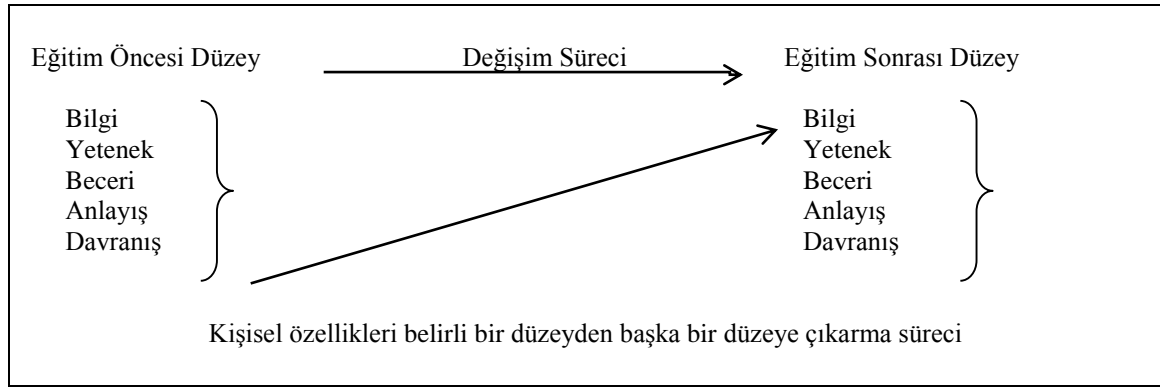 Eğitim Öncesi Düzey Değişim Süreci Eğitim Sonrası Düzey
Bilgi
Yetenek
Beceri
Anlayış
Davranış
Bilgi
Yetenek
Beceri
Anlayış
Davranış
Kişisel özellikleri belirli bir düzeyden başka bir düzeye çıkarma süreci